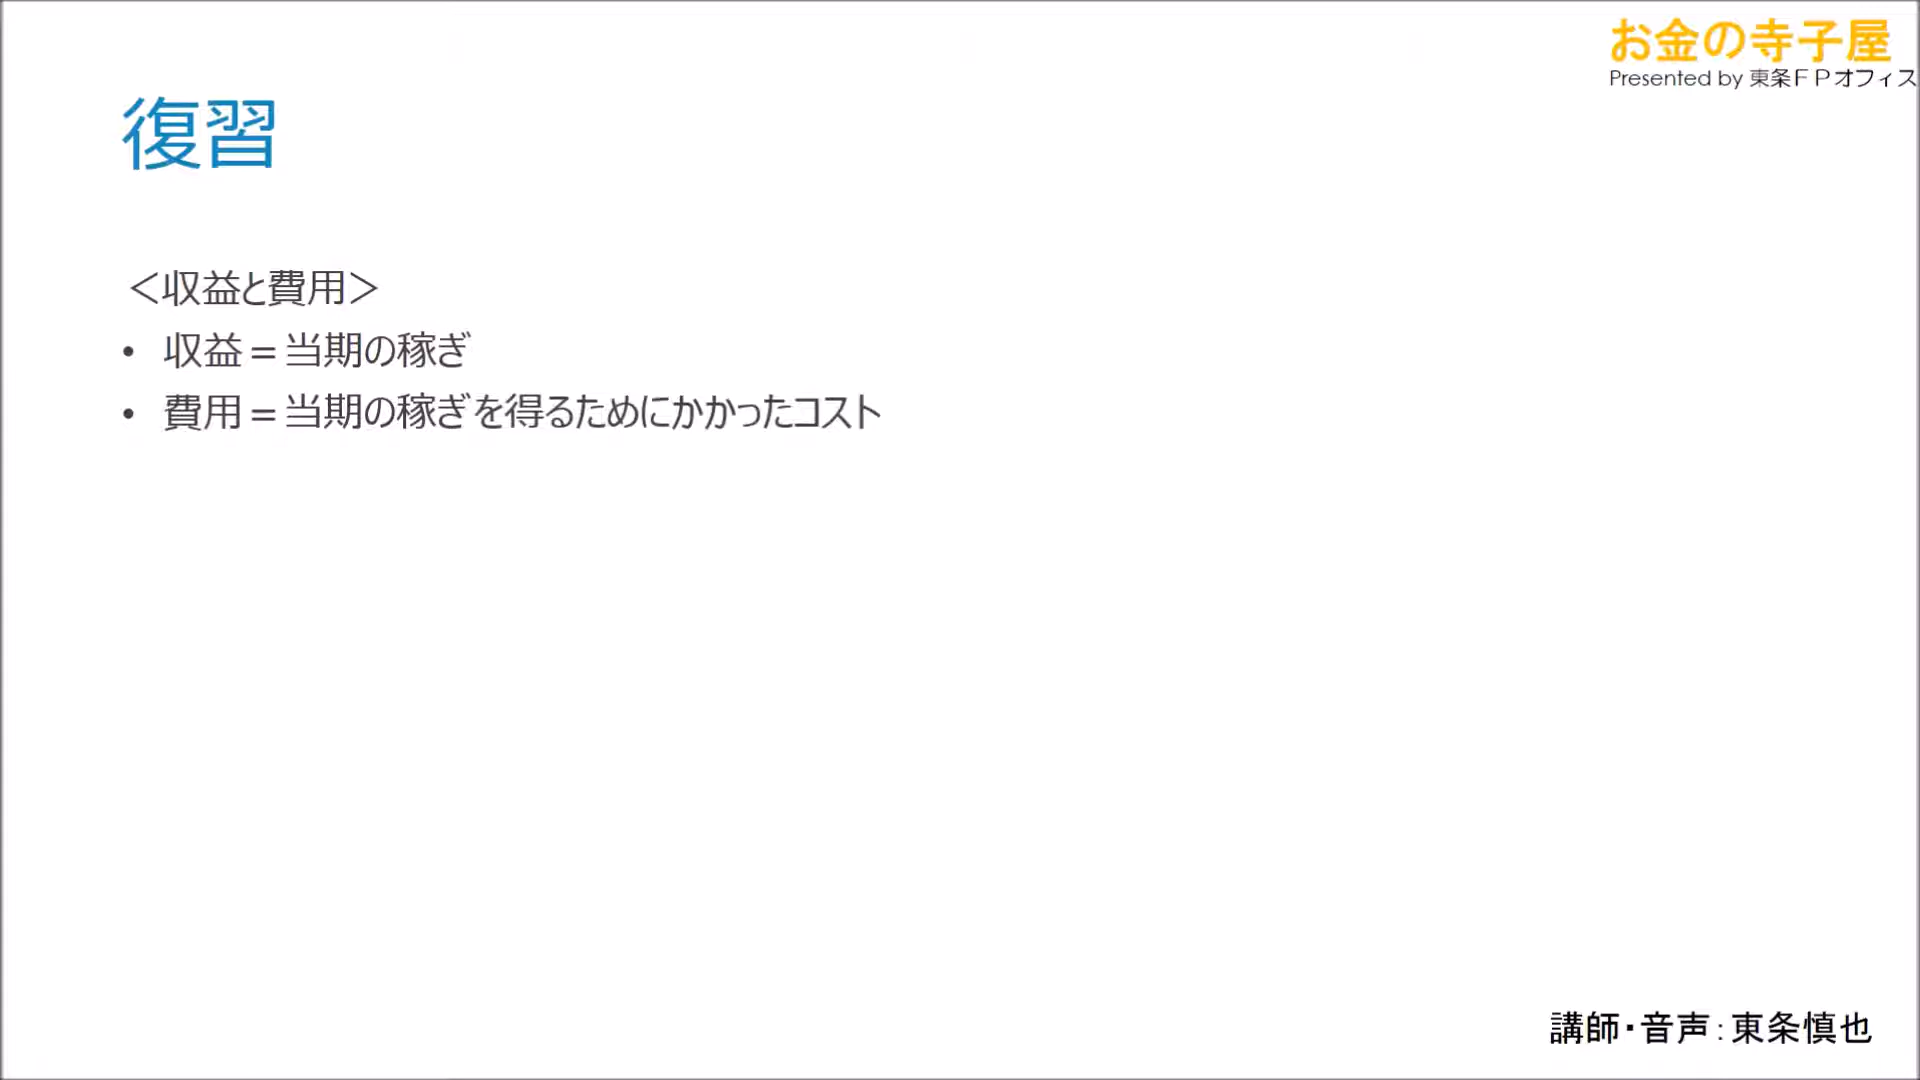 お金の寺子屋
Presented by 東条ＦＰオフィス
復習
＜収益と費用＞
• 収益＝当期の稼ぎ
• 費用＝当期の稼ぎを得るためにかかったコスト
講師・音声：東条慎也